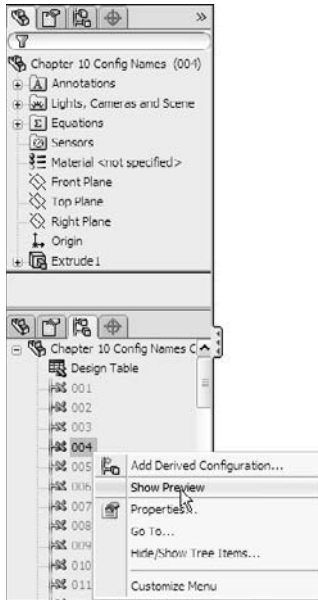 »
Chapter 10 Config Names (004)
A Annotations
Lights, Cameras and Scene
Σ Equations
Sensors
Material <not specified>
Front Plane
Top Plane
Right Plane
Origin
Extrude1
Chapter 10 Config Names C
Design Table
001
002
003
004
005 Add Derived Configuration...
006 Show Preview
007 Properties...
008 Go To...
009 Hide/Show Tree Items...
010
011 Customize Menu